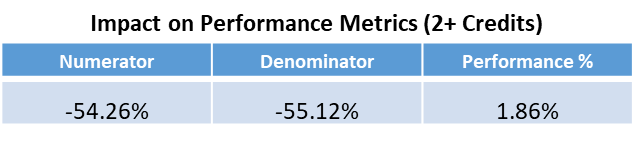 Impact on Performance Metrics (2+ Credits)
Numerator Denominator Performance %
-54.26% -55.12% 1.86%